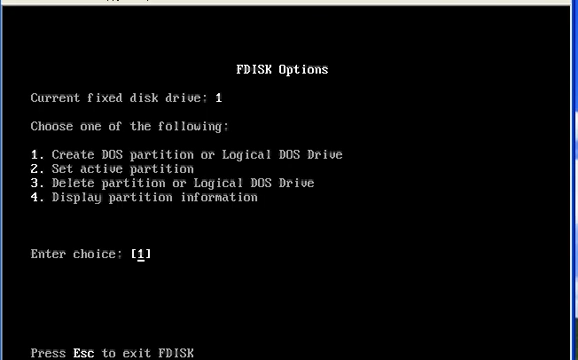 FDISK Options
Current fixed disk drive: 1
Choose one of the following:
1. Create DOS partition or Logical DOS Drive
2. Set active partition
3. Delete partition or Logical DOS Drive
4. Display partition information
Enter choice: [1]
Press Esc to exit FDISK